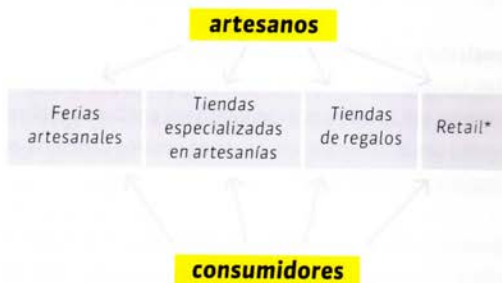 artesanos
Ferias
artesanales
Tiendas
especializadas
en artesanías
Tiendas
de regalos
Retail*
consumidores